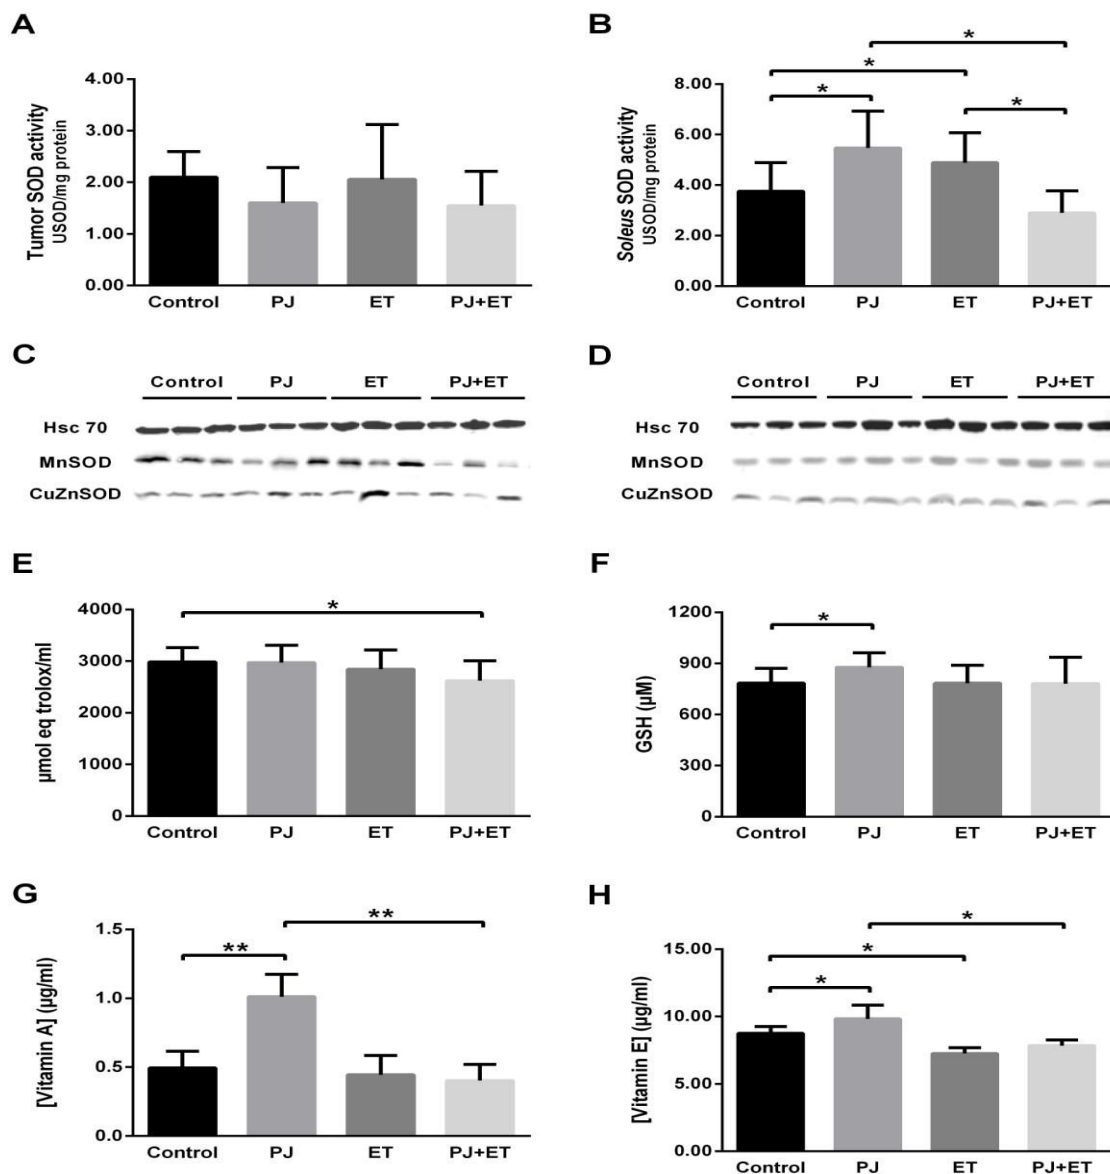 A
Tumor SOD activity
USOD/mg protein
4.00
3.00
2.00
1.00
0.00
Control PJ ET PJ+ET
B
*
*
*
*
Soleus SOD activity
USOD/mg protein
8.00
6.00
4.00
2.00
0.00
Control PJ ET PJ+ET
C
Control PJ ET PJ+ET
Hsc 70
MnSOD
CuZnSOD
D
Control PJ ET PJ+ET
Hsc 70
MnSOD
CuZnSOD
E
*
µmol eq trolox/ml
4000
3000
2000
1000
0
Control PJ ET PJ+ET
F
*
GSH (µM)
1200
900
600
300
0
Control PJ ET PJ+ET
G
**
**
[Vitamin A] (µg/ml)
1.5
1.0
0.5
0.0
Control PJ ET PJ+ET
H
*
*
*
[Vitamin E] (µg/ml)
15.00
10.00
5.00
0.00
Control PJ ET PJ+ET